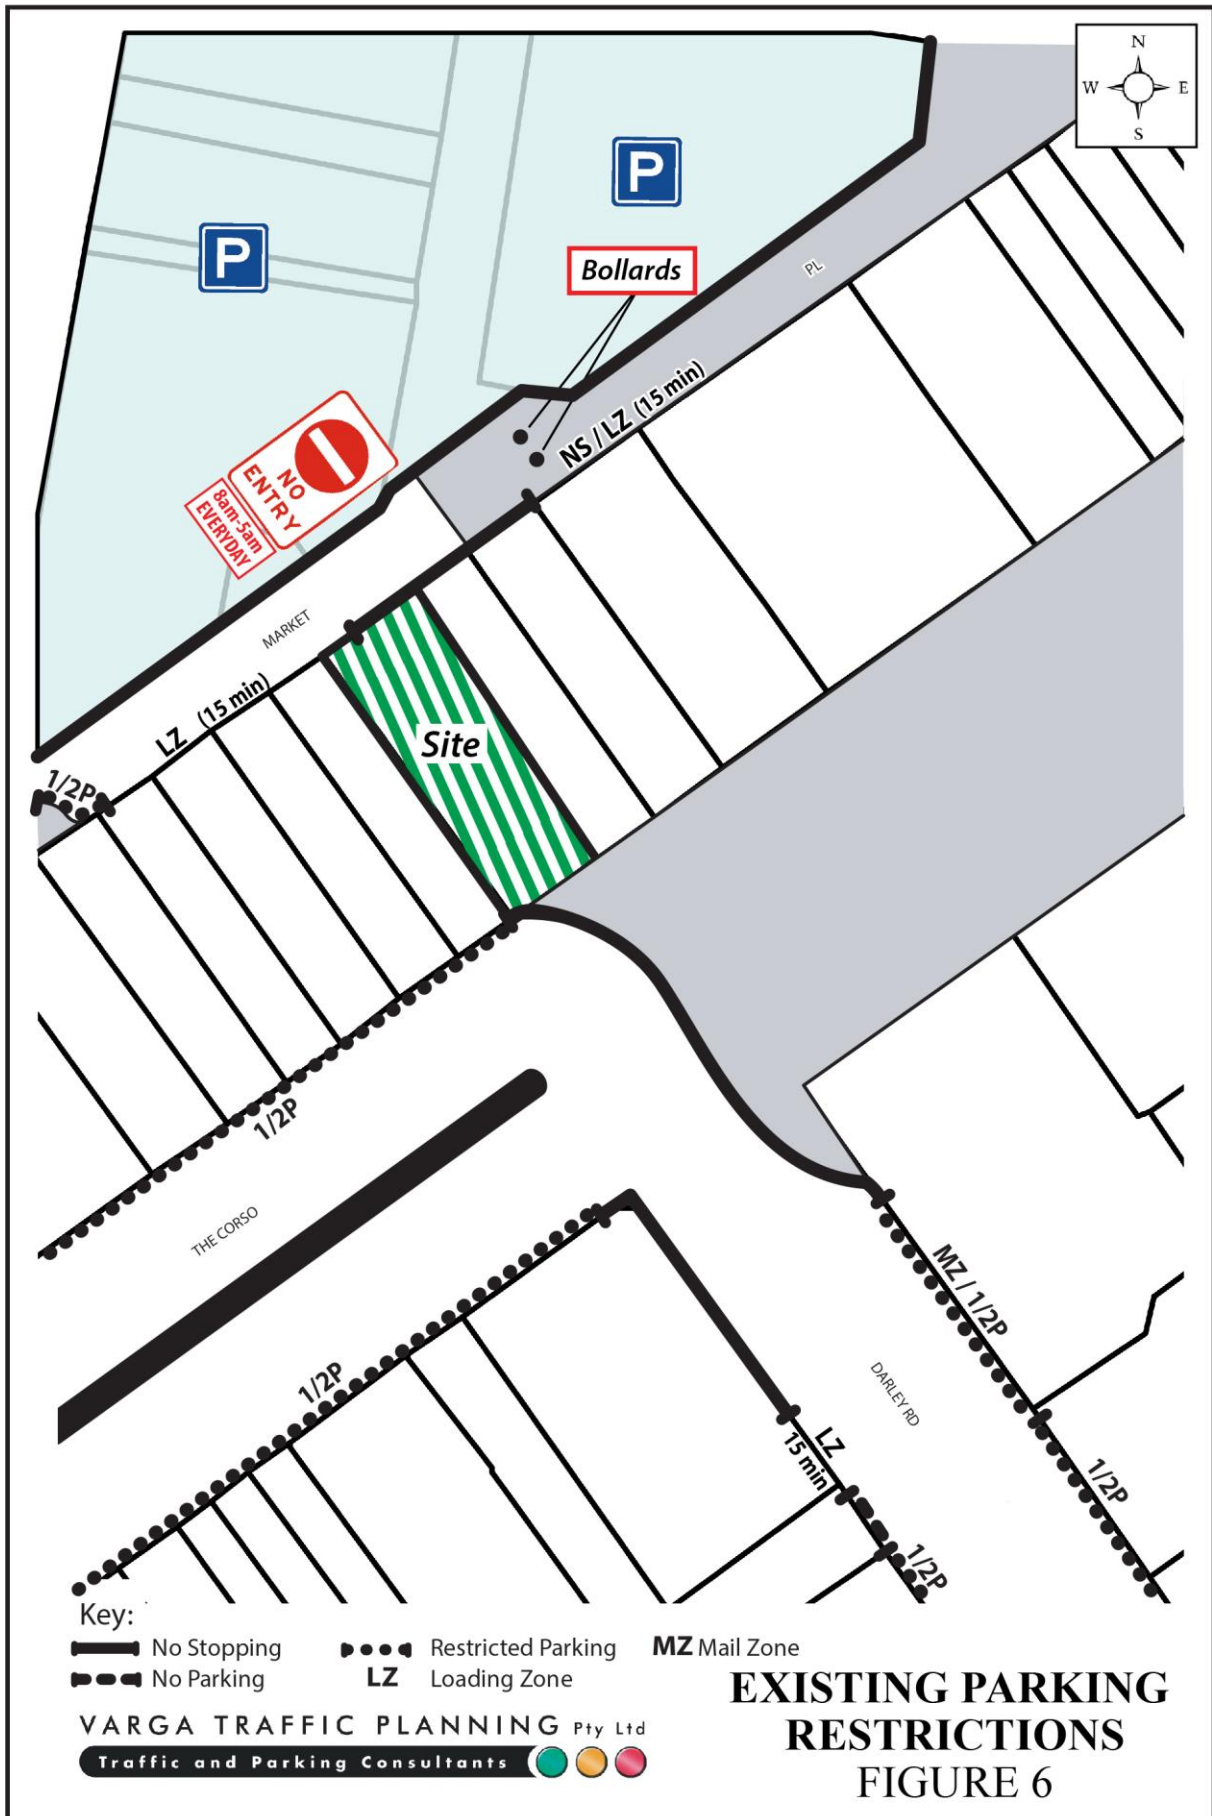 N
W E
S
P
P
Bollards
PL
NS / LZ (15 min)
NO
ENTRY
8am-5am
EVERYDAY
MARKET
LZ (15 min)
Site
1/2P
1/2P
THE CORSO
MZ / 1/2P
1/2P
DARLEY RD
LZ
15 min
1/2P
1/2P
Key:
No Stopping
Restricted Parking
MZ Mail Zone
No Parking
LZ Loading Zone
EXISTING PARKING
RESTRICTIONS
FIGURE 6
VARGA TRAFFIC PLANNING Pty Ltd
Traffic and Parking Consultants